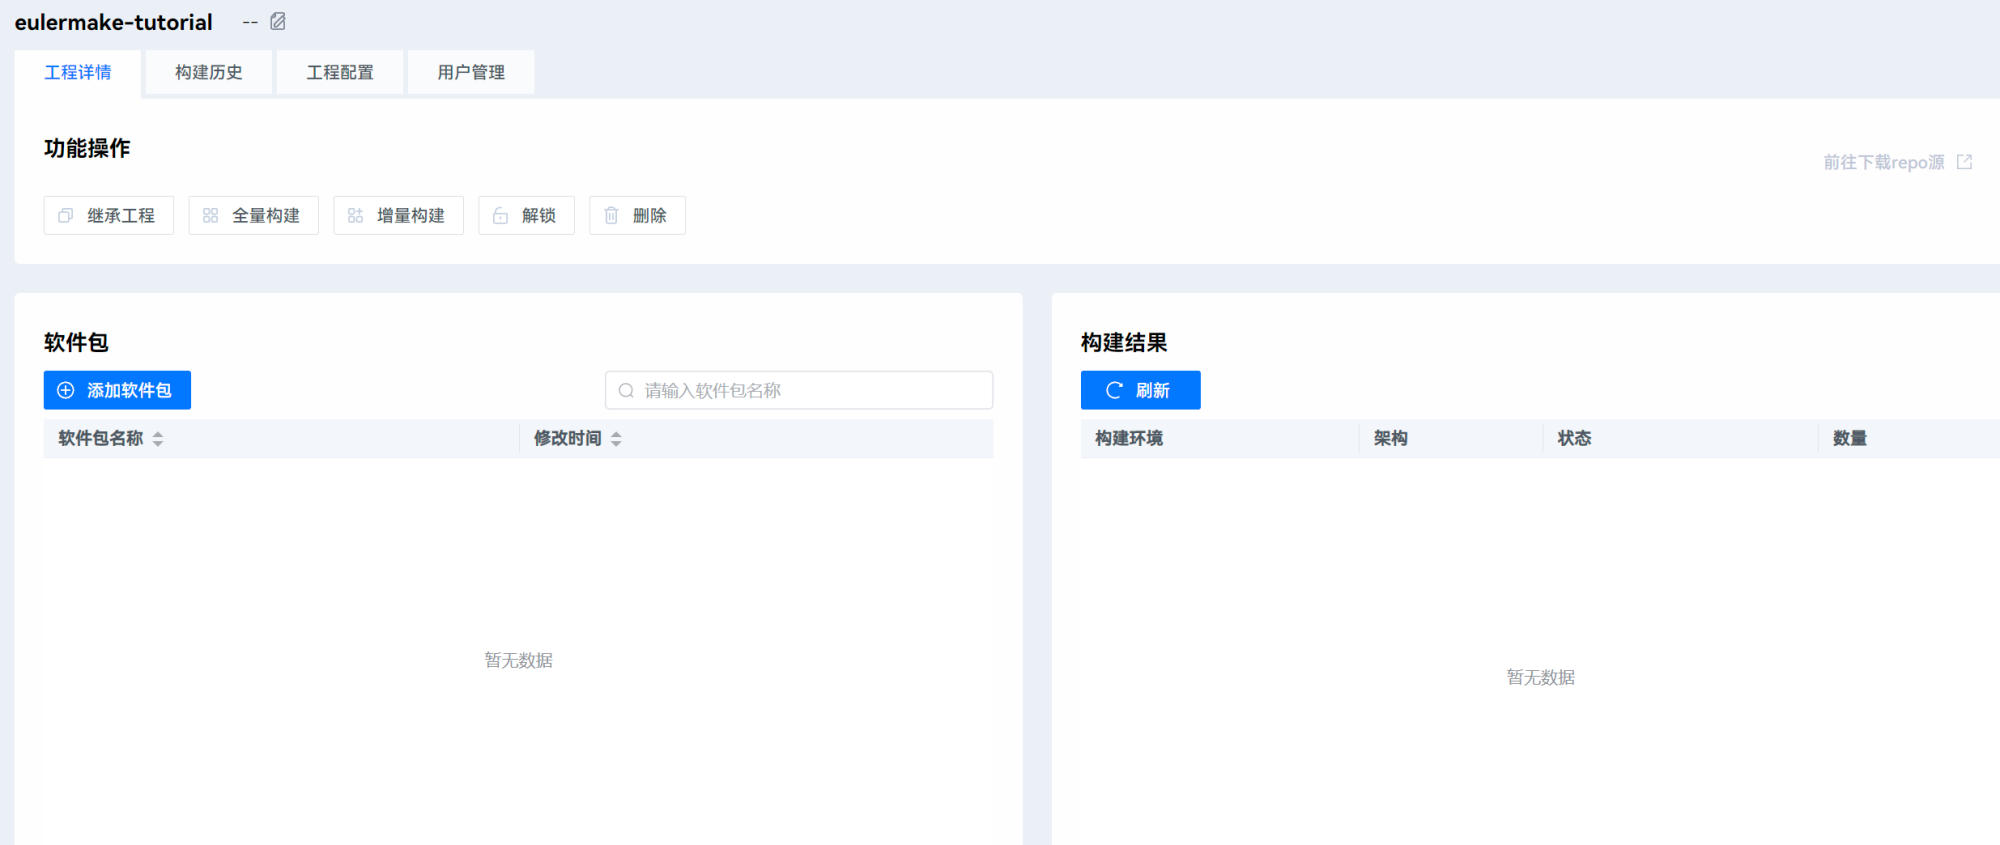 eulermake-tutorial --
工程详情 构建历史 工程配置 用户管理
功能操作
前往下载repo源
继承工程 全量构建 增量构建 解锁 删除
软件包
添加软件包 请输入软件包名称
软件包名称 修改时间
暂无数据
构建结果
刷新
构建环境 架构 状态 数量
暂无数据